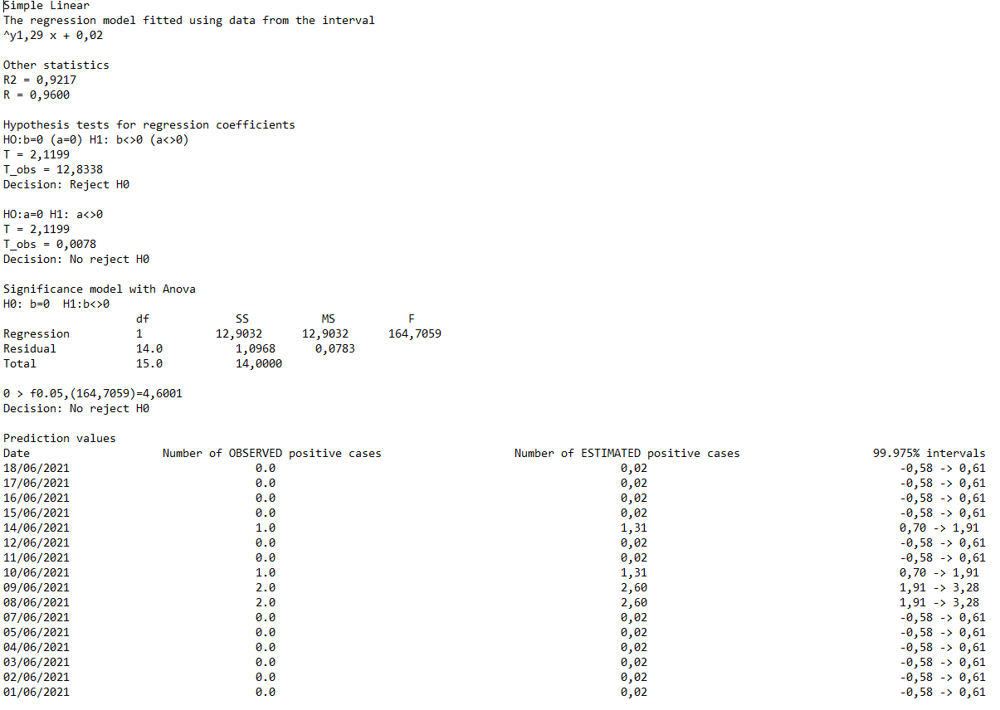 Simple Linear
The regression model fitted using data from the interval
^y1,29 x + 0,02
Other statistics
R2 = 0,9217
R = 0,9600
Hypothesis tests for regression coefficients
HO:b=0 (a=0) H1: b<>0 (a<>0)
T = 2,1199
T_obs = 12,8338
Decision: Reject H0
HO:a=0 H1: a<>0
T = 2,1199
T_obs = 0,0078
Decision: No reject H0
Significance model with Anova
H0: b=0  H1:b<>0
df SS MS F
Regression 1 12,9032 12,9032 164,7059
Residual 14.0 1,0968 0,0783
Total 15.0 14,0000
0 > f0.05,(164,7059)=4,6001
Decision: No reject H0
Prediction values
Date Number of OBSERVED positive cases Number of ESTIMATED positive cases 99.975% intervals
18/06/2021 0.0 0,02 -0,58 -> 0,61
17/06/2021 0.0 0,02 -0,58 -> 0,61
16/06/2021 0.0 0,02 -0,58 -> 0,61
15/06/2021 0.0 0,02 -0,58 -> 0,61
14/06/2021 1.0 1,31 0,70 -> 1,91
12/06/2021 0.0 0,02 -0,58 -> 0,61
11/06/2021 0.0 0,02 -0,58 -> 0,61
10/06/2021 1.0 1,31 0,70 -> 1,91
09/06/2021 2.0 2,60 1,91 -> 3,28
08/06/2021 2.0 2,60 1,91 -> 3,28
07/06/2021 0.0 0,02 -0,58 -> 0,61
05/06/2021 0.0 0,02 -0,58 -> 0,61
04/06/2021 0.0 0,02 -0,58 -> 0,61
03/06/2021 0.0 0,02 -0,58 -> 0,61
02/06/2021 0.0 0,02 -0,58 -> 0,61
01/06/2021 0.0 0,02 -0,58 -> 0,61